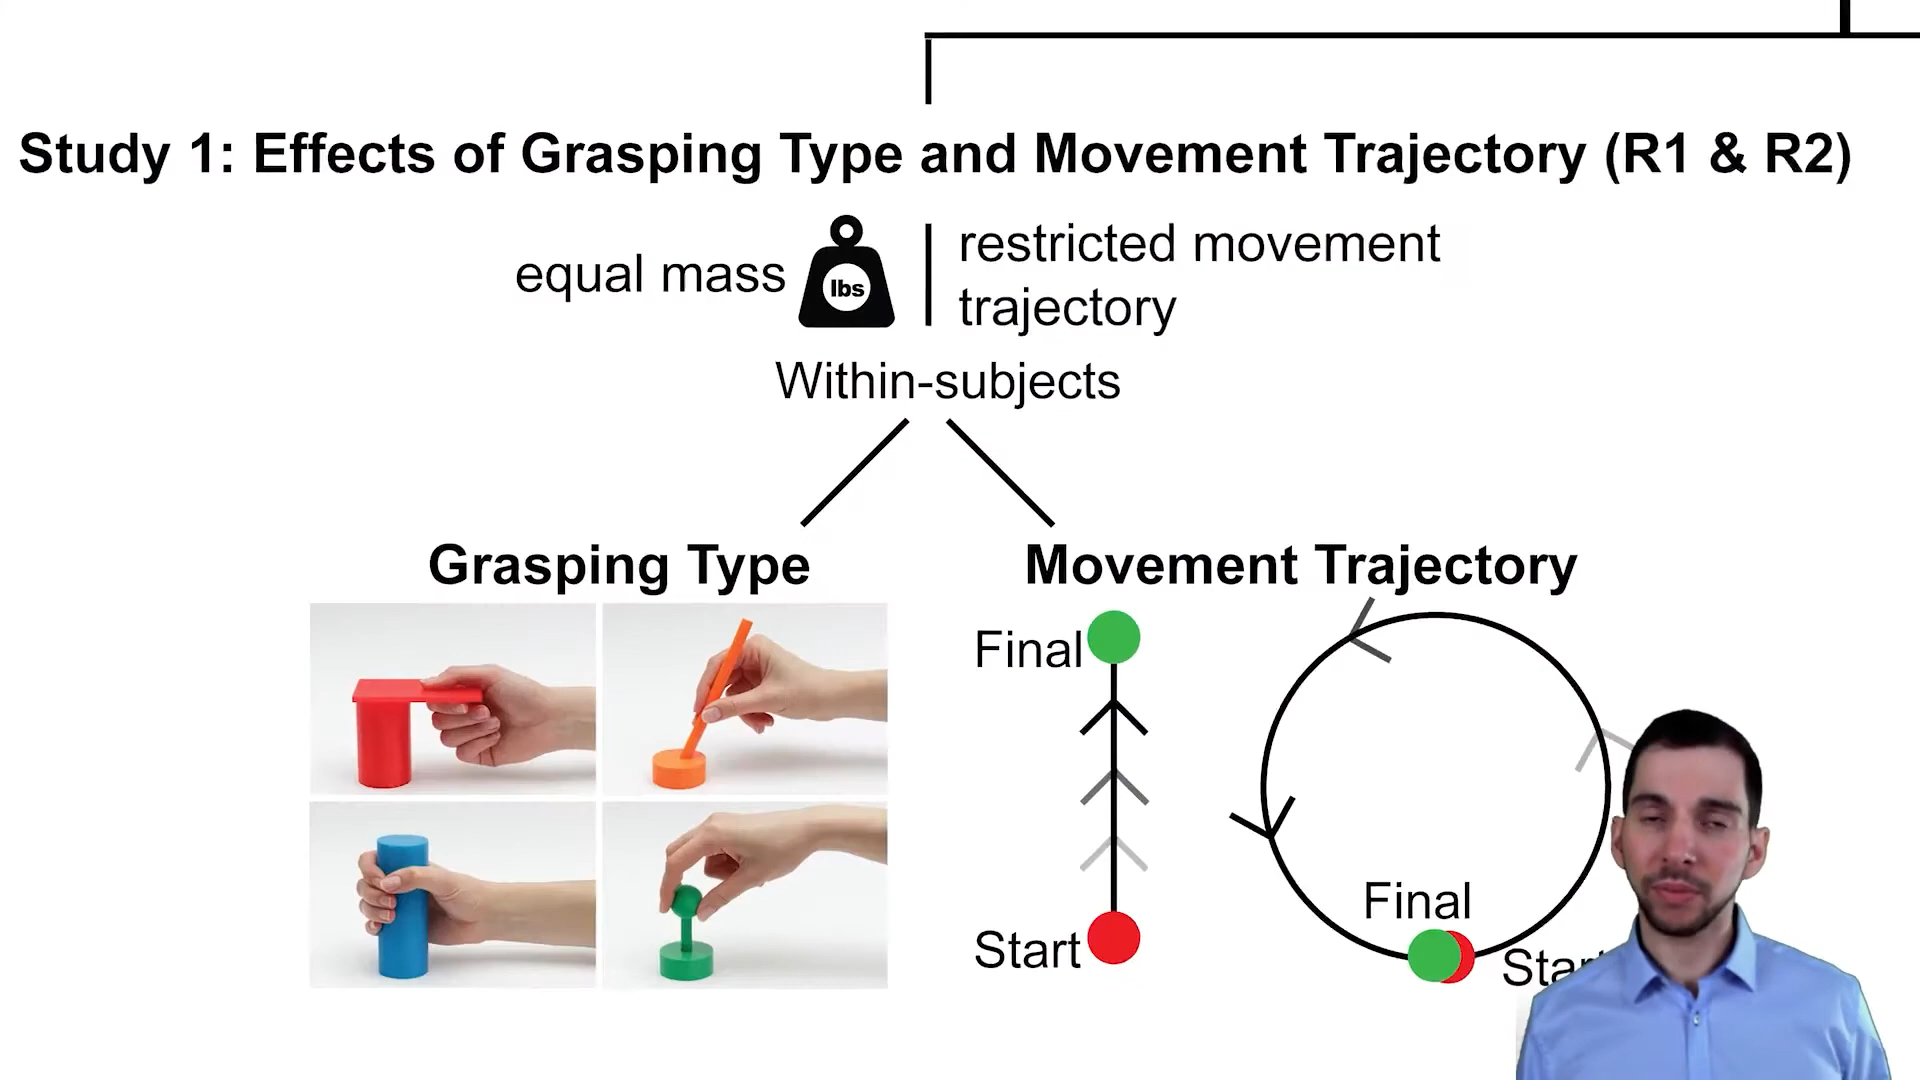 Study 1: Effects of Grasping Type and Movement Trajectory (R1 & R2)
equal mass
lbs
restricted movement
trajectory
Within-subjects
Grasping Type
Movement Trajectory
Final
Start
Final